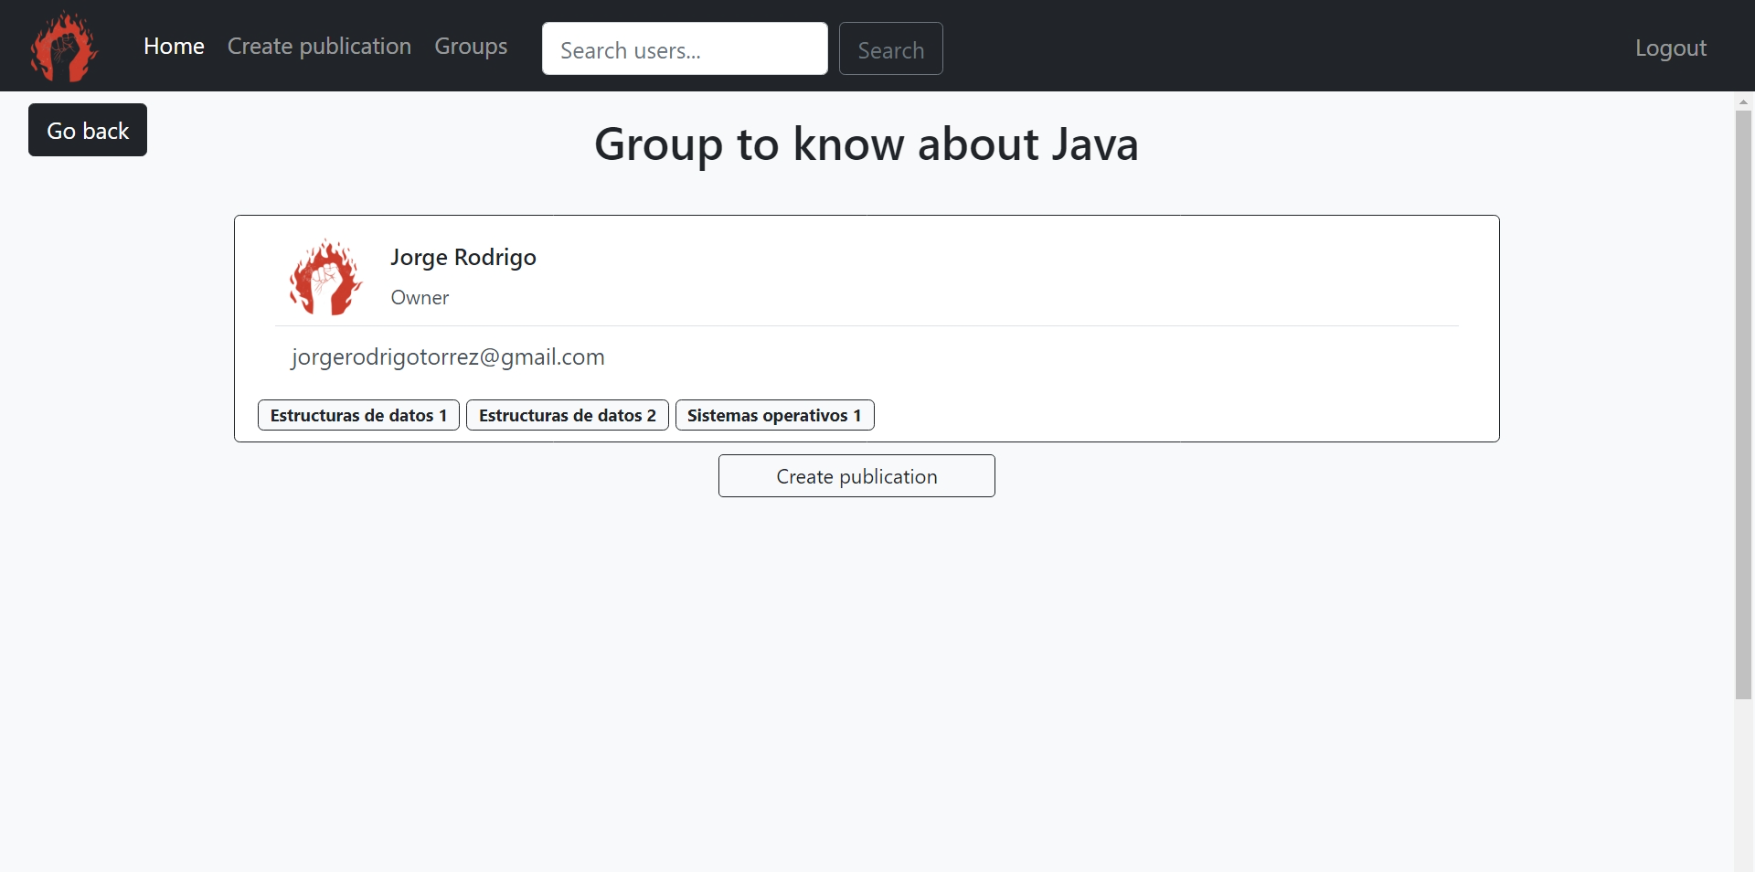 Home Create publication Groups Search users... Search Logout
Go back
Group to know about Java
Jorge Rodrigo
Owner
jorgerodrigotorrez@gmail.com
Estructuras de datos 1 Estructuras de datos 2 Sistemas operativos 1
Create publication